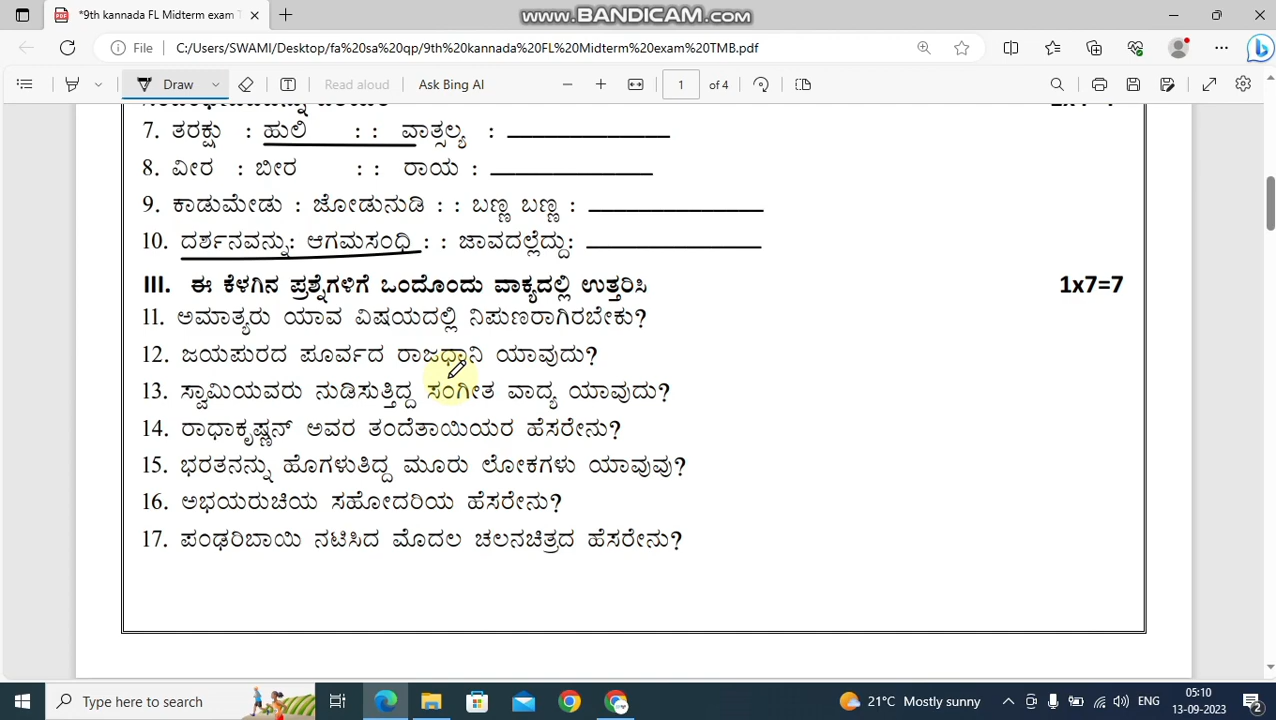 *9th kannada FL Midterm exam T
www.BANDICAM.com
File C:/Users/SWAMI/Desktop/fa%20sa%20qp/9th%20kannada%20FL%20Midterm%20exam%20TMB.pdf
Draw Read aloud Ask Bing AI 1 of 4
7. ತರಕ್ಷು : ಹುಲಿ : : ವಾತ್ಸಲ್ಯ : ______________
8. ವೀರ : ಬೀರ : : ರಾಯ : ______________
9. ಕಾಡುಮೇಡು : ಜೋಡುನುಡಿ : : ಬಣ್ಣ ಬಣ್ಣ : ______________
10. ದರ್ಶನವನ್ನು: ಆಗಮಸಂಧಿ : : ಜಾವದಲ್ಲೆದ್ದು: ______________
III. ಈ ಕೆಳಗಿನ ಪ್ರಶ್ನೆಗಳಿಗೆ ಒಂದೊಂದು ವಾಕ್ಯದಲ್ಲಿ ಉತ್ತರಿಸಿ 1x7=7
11. ಅಮಾತ್ಯರು ಯಾವ ವಿಷಯದಲ್ಲಿ ನಿಪುಣರಾಗಿರಬೇಕು?
12. ಜಯಪುರದ ಪೂರ್ವದ ರಾಜಧಾನಿ ಯಾವುದು?
13. ಸ್ವಾಮಿಯವರು ನುಡಿಸುತ್ತಿದ್ದ ಸಂಗೀತ ವಾದ್ಯ ಯಾವುದು?
14. ರಾಧಾಕೃಷ್ಣನ್ ಅವರ ತಂದೆತಾಯಿಯರ ಹೆಸರೇನು?
15. ಭರತನನ್ನು ಹೊಗಳುತಿದ್ದ ಮೂರು ಲೋಕಗಳು ಯಾವುವು?
16. ಅಭಯರುಚಿಯ ಸಹೋದರಿಯ ಹೆಸರೇನು?
17. ಪಂಢರಿಬಾಯಿ ನಟಿಸಿದ ಮೊದಲ ಚಲನಚಿತ್ರದ ಹೆಸರೇನು?
Type here to search 21°C Mostly sunny ENG 05:10
13-09-2023 2